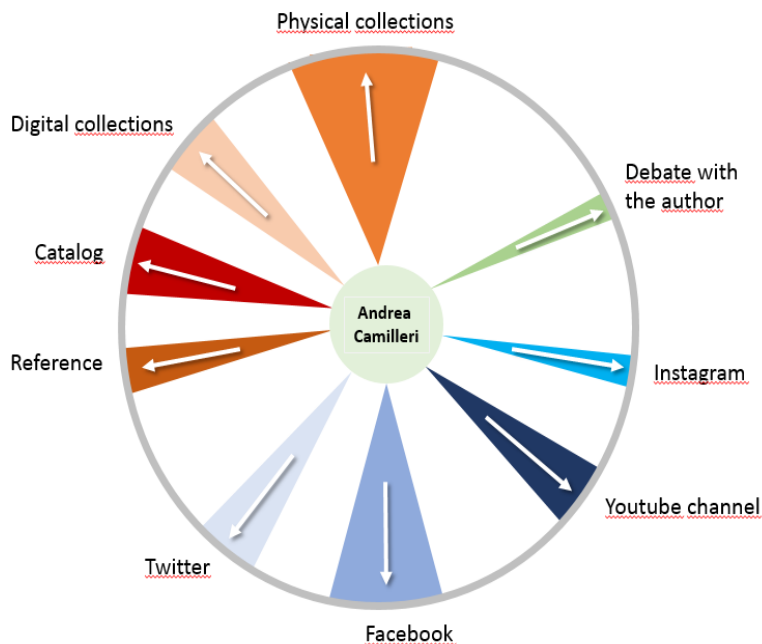 Physical collections
Digital collections
Debate with
the author
Catalog
Andrea
Camilleri
Reference
Instagram
Youtube channel
Twitter
Facebook